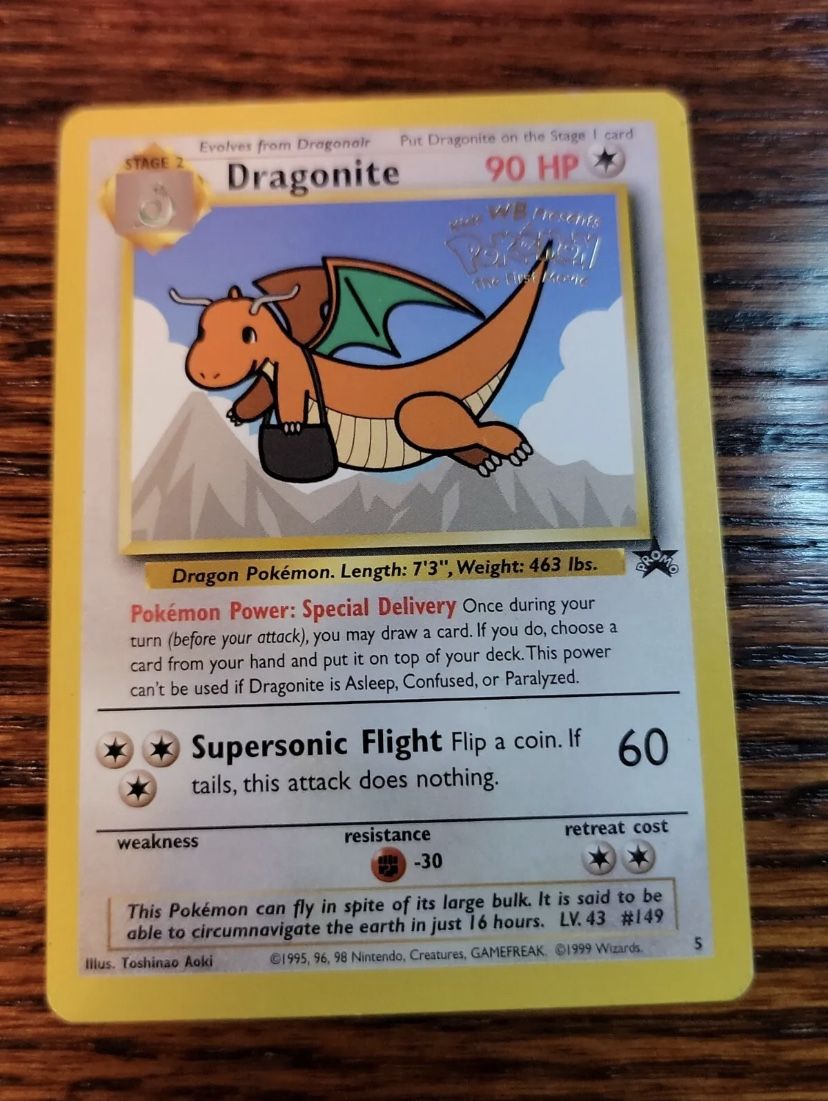 Evolves from Dragonair Put Dragonite on the Stage 1 card
STAGE 2
Dragonite 90 HP
Kids WB Presents
Pokémon
the First Movie
Dragon Pokémon. Length: 7'3", Weight: 463 lbs.
PROMO
Pokémon Power: Special Delivery Once during your
turn (before your attack), you may draw a card. If you do, choose a
card from your hand and put it on top of your deck. This power
can't be used if Dragonite is Asleep, Confused, or Paralyzed.
Supersonic Flight Flip a coin. If
tails, this attack does nothing.
60
weakness resistance retreat cost
-30
This Pokémon can fly in spite of its large bulk. It is said to be
able to circumnavigate the earth in just 16 hours. LV. 43 #149
Illus. Toshinao Aoki ©1995, 96, 98 Nintendo, Creatures, GAMEFREAK. ©1999 Wizards. 5